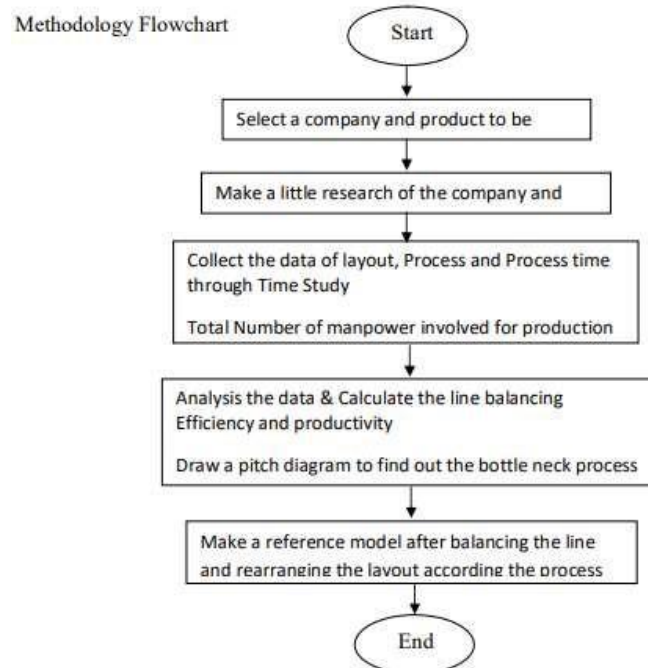 Methodology Flowchart
Start
Select a company and product to be
Make a little research of the company and
Collect the data of layout, Process and Process time
through Time Study
Total Number of manpower involved for production
Analysis the data & Calculate the line balancing
Efficiency and productivity
Draw a pitch diagram to find out the bottle neck process
Make a reference model after balancing the line
and rearranging the layout according the process
End